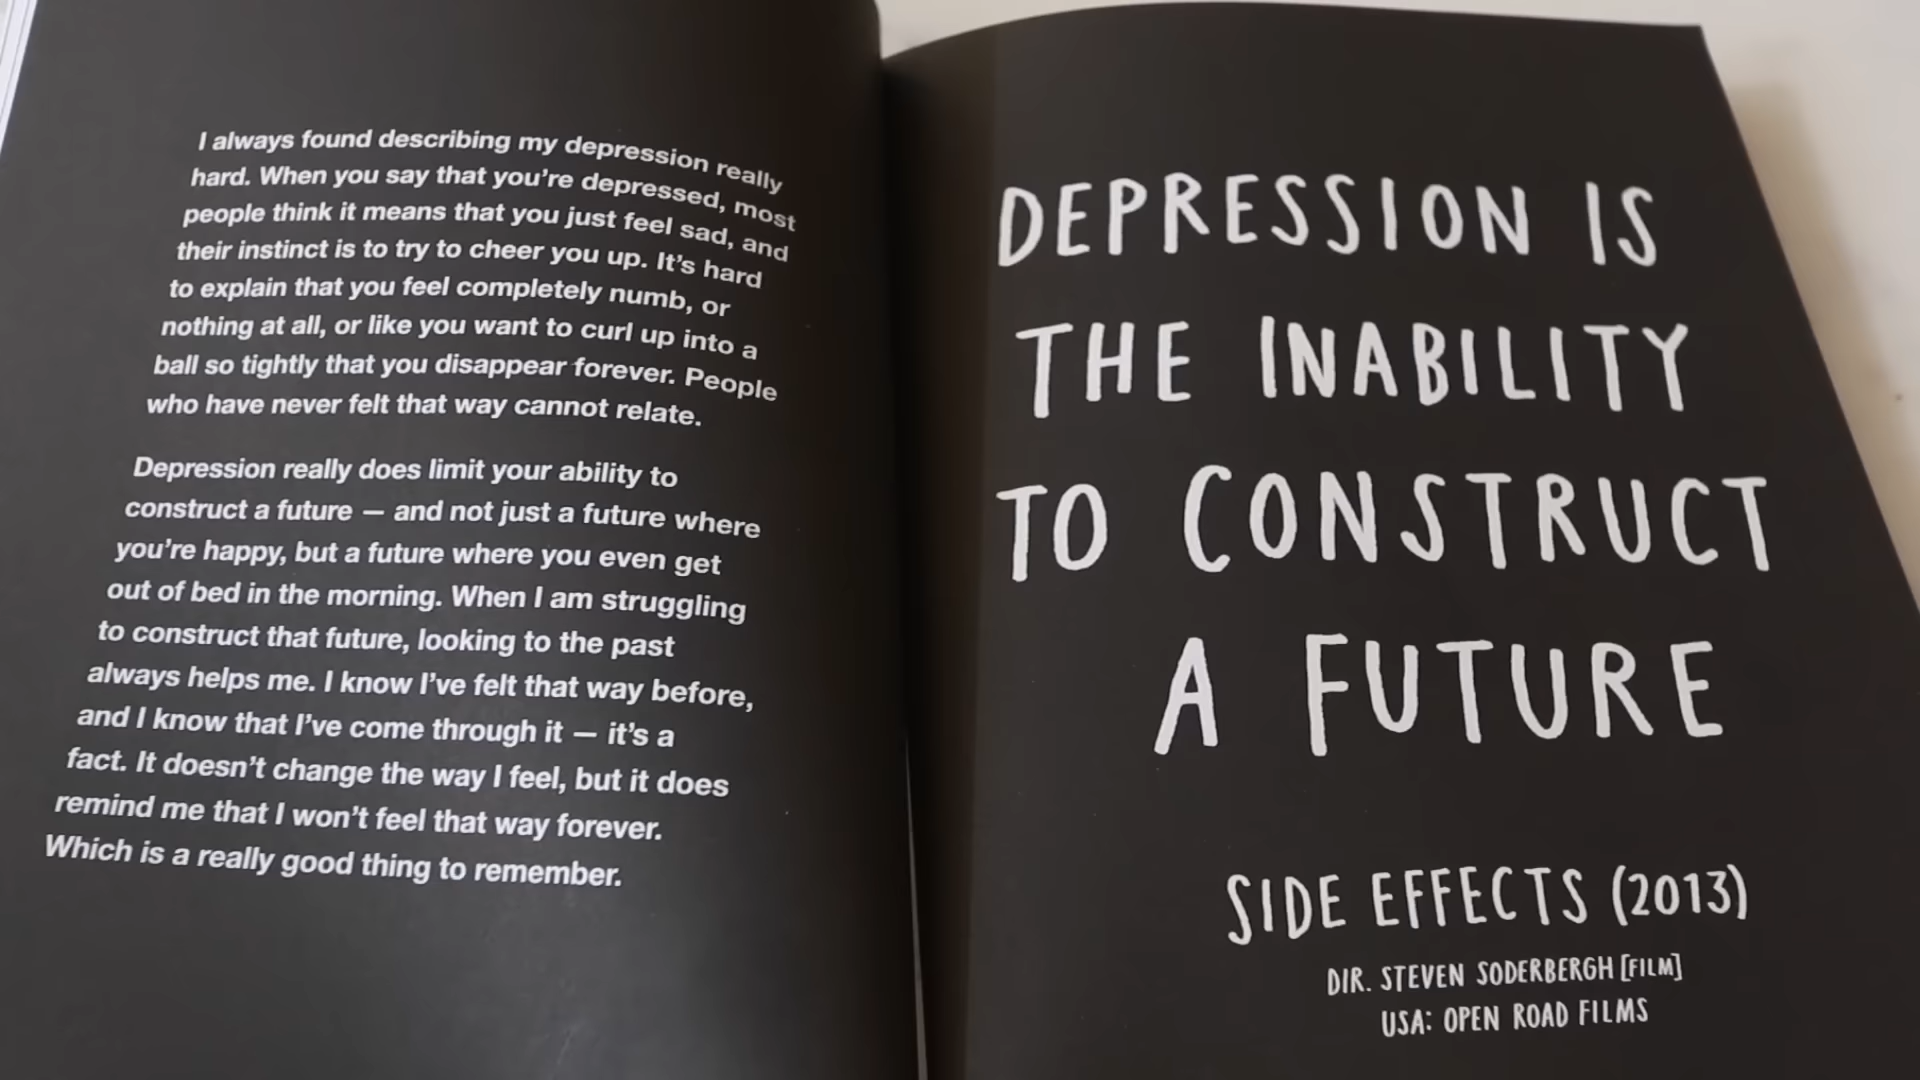 I always found describing my depression really
hard. When you say that you're depressed, most
people think it means that you just feel sad, and
their instinct is to try to cheer you up. It's hard
to explain that you feel completely numb, or
nothing at all, or like you want to curl up into a
ball so tightly that you disappear forever. People
who have never felt that way cannot relate.
Depression really does limit your ability to
construct a future — and not just a future where
you're happy, but a future where you even get
out of bed in the morning. When I am struggling
to construct that future, looking to the past
always helps me. I know I've felt that way before,
and I know that I've come through it — it's a
fact. It doesn't change the way I feel, but it does
remind me that I won't feel that way forever.
Which is a really good thing to remember.
DEPRESSION IS
THE INABILITY
TO CONSTRUCT
A FUTURE
SIDE EFFECTS (2013)
DIR. STEVEN SODERBERGH [FILM]
USA: OPEN ROAD FILMS